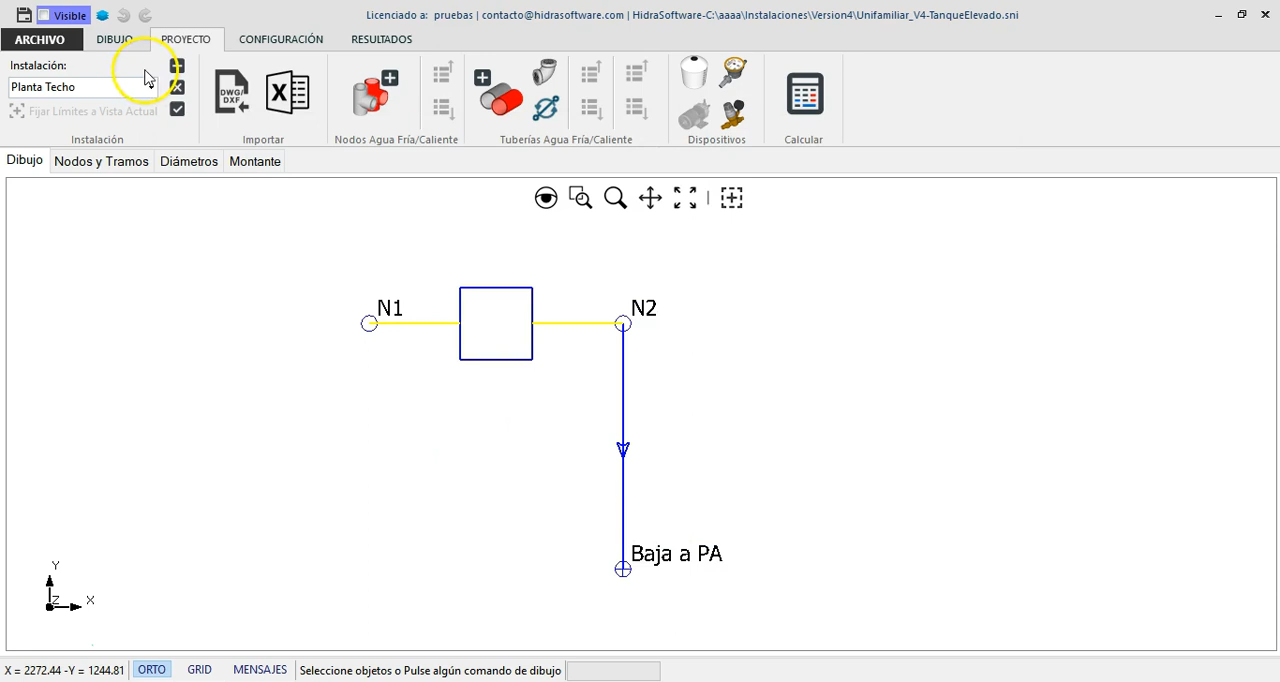 Visible
Licenciado a: pruebas | contacto@hidrasoftware.com | HidraSoftware-C:\aaaa\Instalaciones\Version4\Unifamiliar_V4-TanqueElevado.sni
ARCHIVO DIBUJO PROYECTO CONFIGURACIÓN RESULTADOS
Instalación:
Planta Techo
Fijar Límites a Vista Actual
DWG/
DXF
X
Instalación Importar Nodos Agua Fría/Caliente Tuberías Agua Fría/Caliente Dispositivos Calcular
Dibujo Nodos y Tramos Diámetros Montante
N1 N2
Baja a PA
Y
Z X
X = 2272.44 -Y = 1244.81 ORTO GRID MENSAJES Seleccione objetos o Pulse algún comando de dibujo